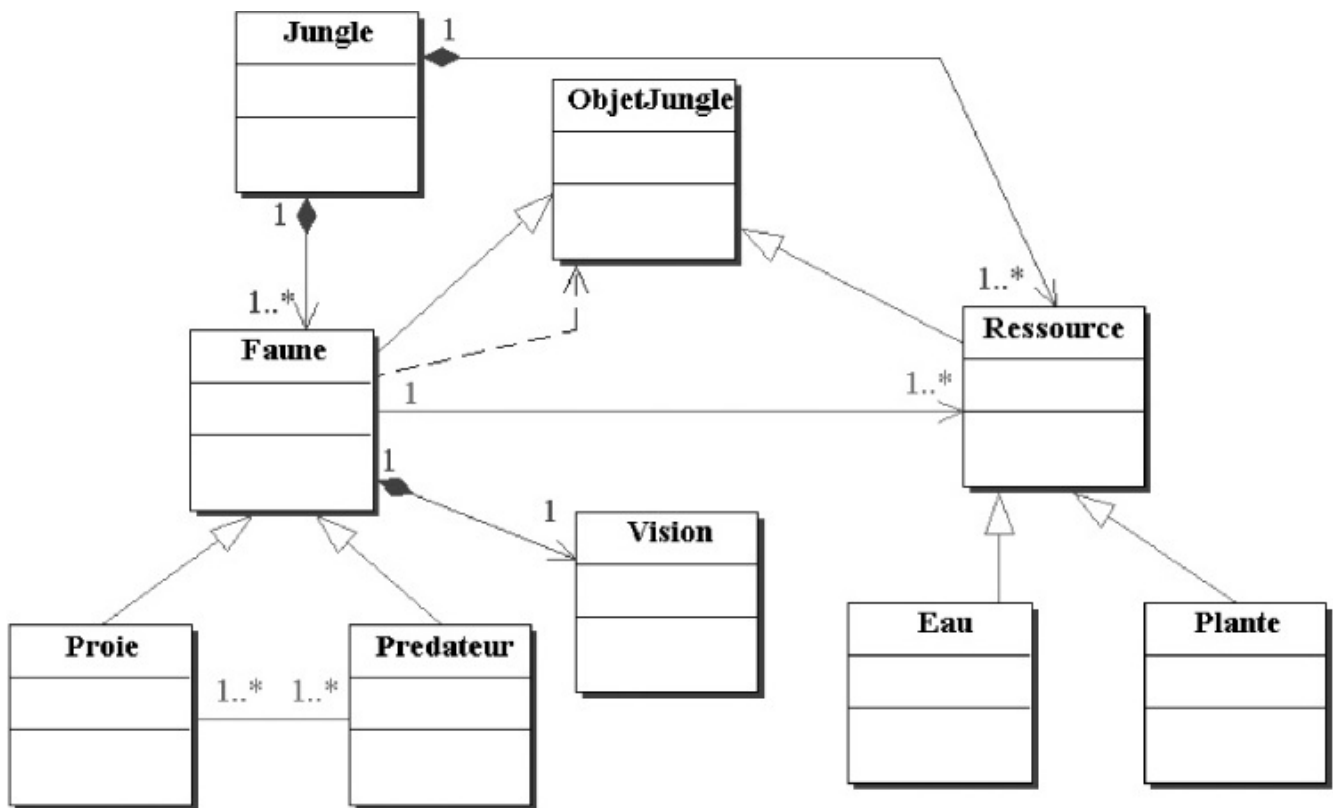 Jungle
1
ObjetJungle
1
1..*
1..*
Faune
Ressource
1
1..*
1
1
Vision
Eau
Plante
Proie
Predateur
1..*
1..*